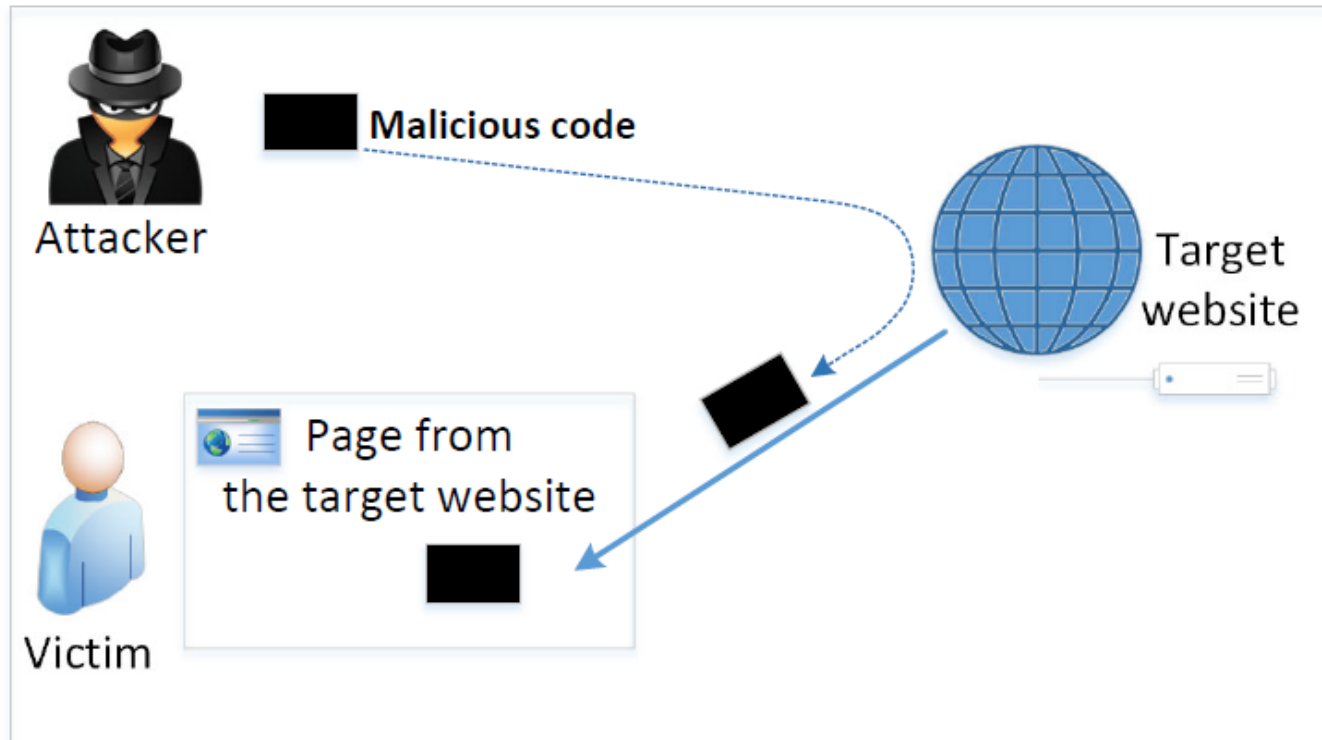 Malicious code
Attacker
Target
website
Page from
the target website
Victim